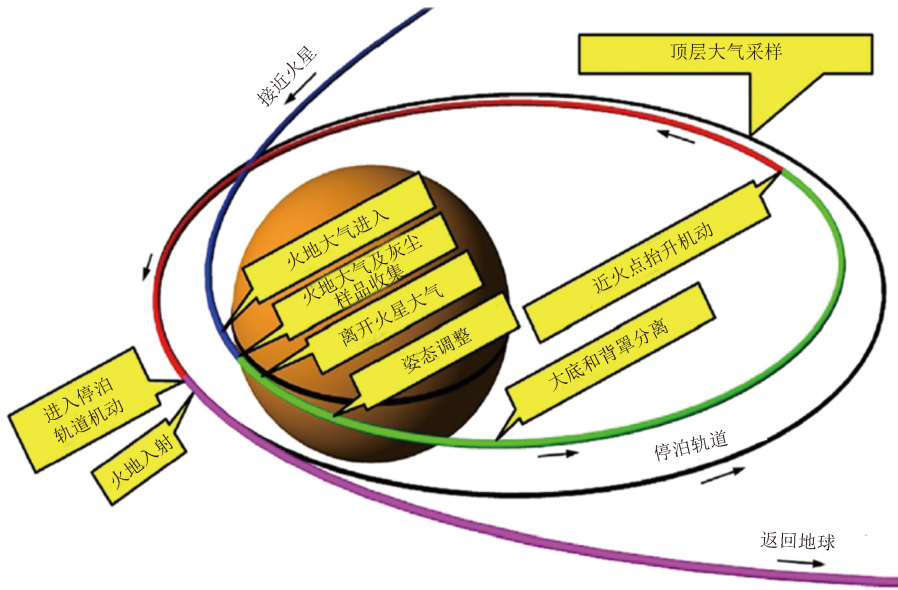 接近火星
顶层大气采样
火地大气进入
火地大气及灰尘
样品收集
离开火星大气
姿态调整
近火点抬升机动
大底和背罩分离
进入停泊
轨道机动
火地入射
停泊轨道
返回地球